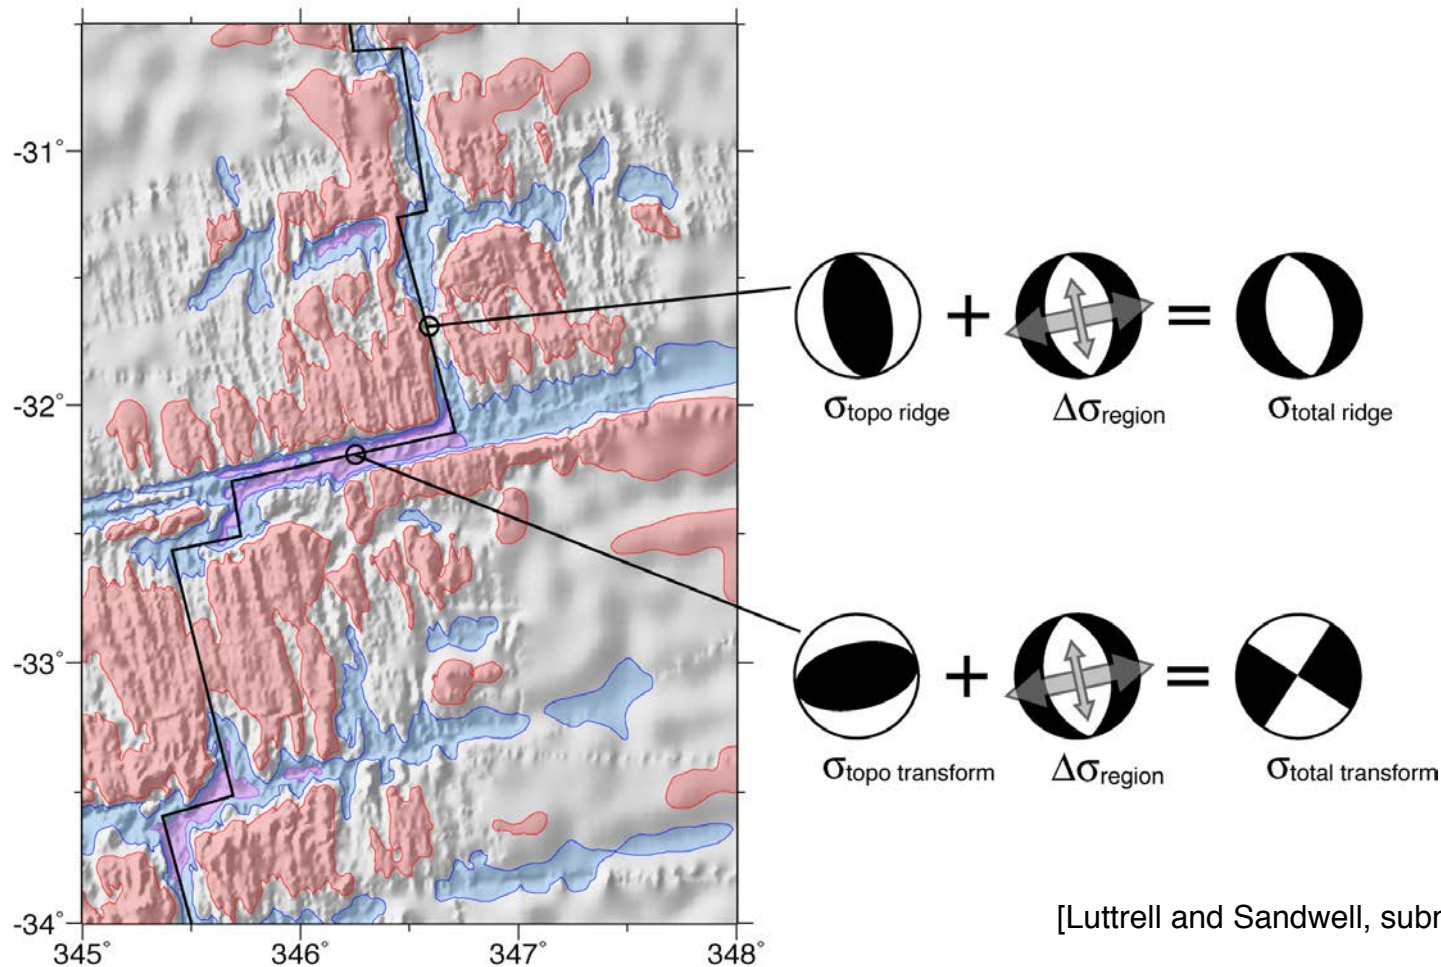 -31°
-32°
-33°
-34°
345° 346° 347° 348°
+ =
σtopo ridge Δσregion σtotal ridge
+ =
σtopo transform Δσregion σtotal transform
[Luttrell and Sandwell,